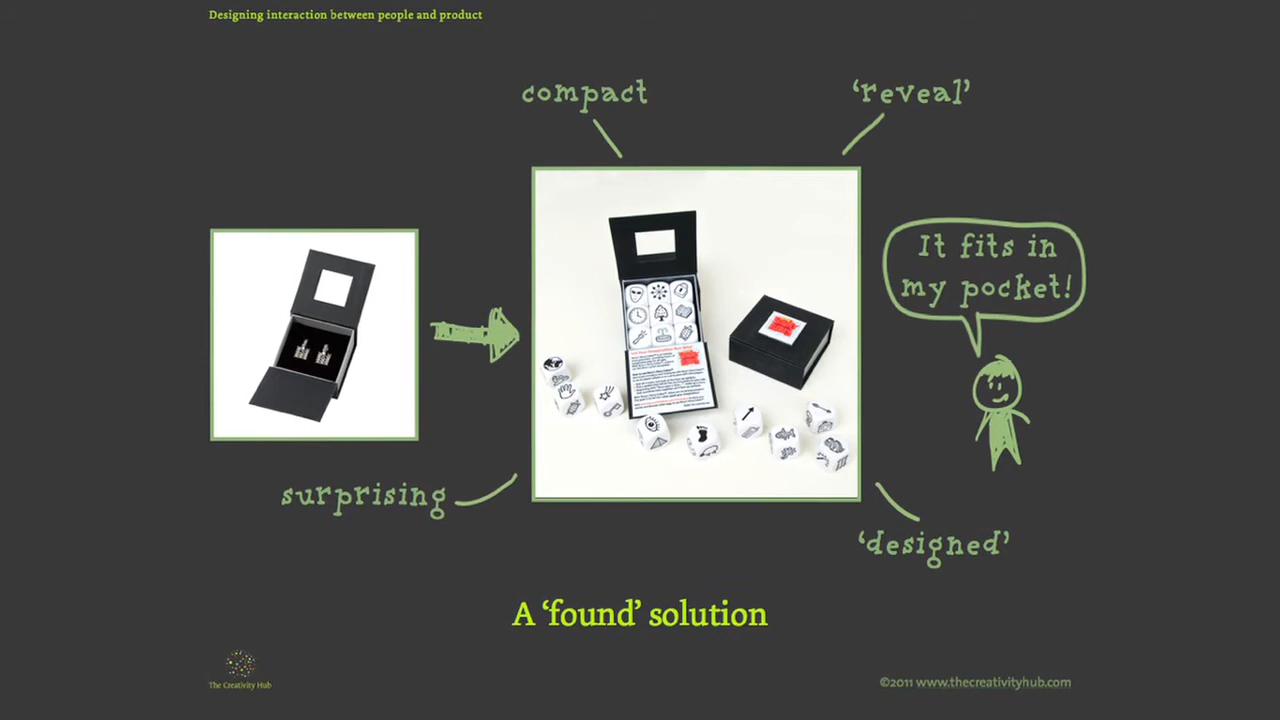 Designing interaction between people and product
compact
‘reveal’
It fits in
my pocket!
surprising
‘designed’
A ‘found’ solution
The Creativity Hub
©2011 www.thecreativityhub.com